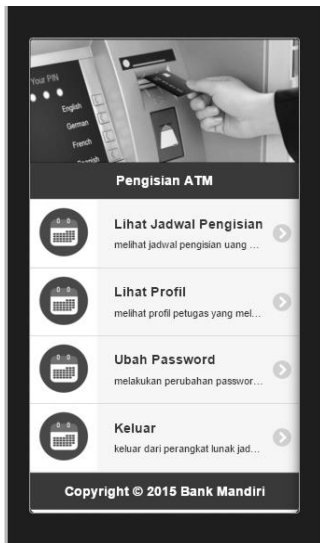 Your PIN
English
German
French
Spanish
Pengisian ATM
Lihat Jadwal Pengisian
melihat jadwal pengisian uang ...
Lihat Profil
melihat profil petugas yang mel...
Ubah Password
melakukan perubahan passwor...
Keluar
keluar dari perangkat lunak jad...
Copyright © 2015 Bank Mandiri